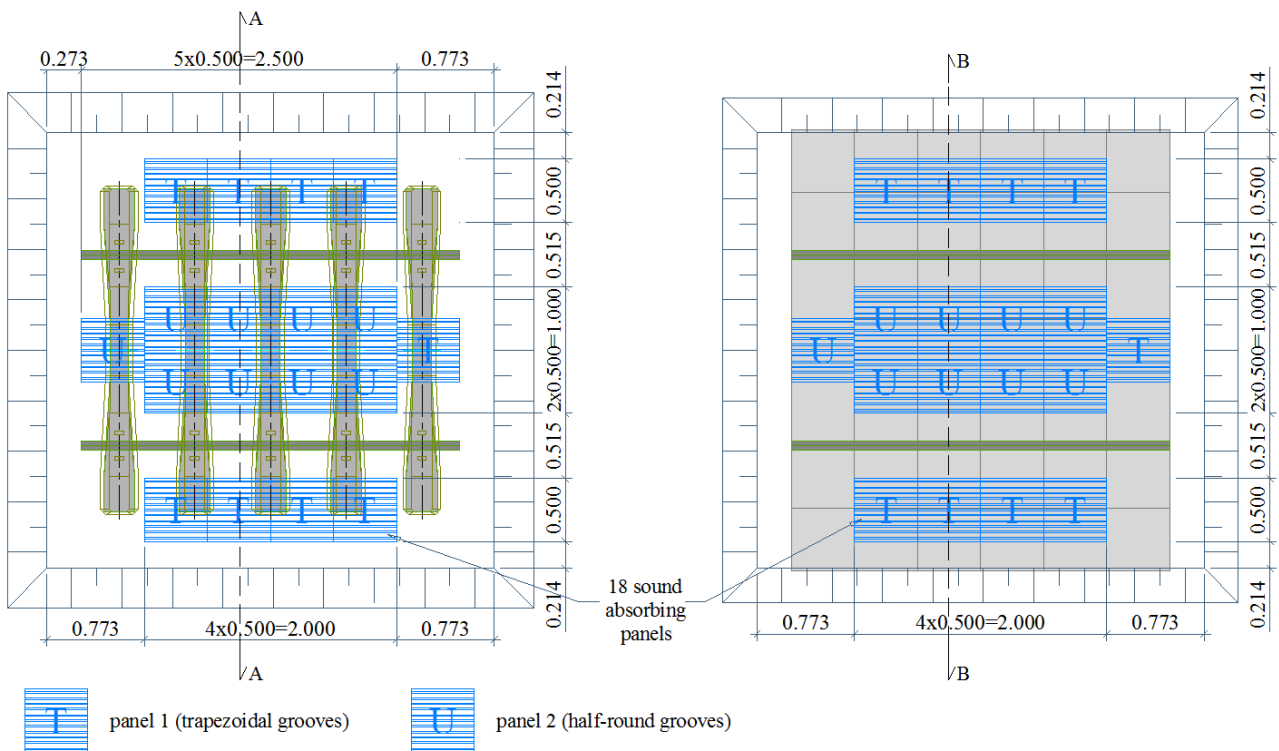 A
B
0.273 5x0.500=2.500 0.773
0.214
0.214
T T T T
0.500
T T T T
0.500
0.515
0.515
U U U U
U U U U
U T
2x0.500=1.000
U T
2x0.500=1.000
U U U U
U U U U
0.515
0.515
T T T T
0.500
T T T T
0.500
18 sound
absorbing
panels
0.214
0.214
0.773 4x0.500=2.000 0.773
0.773 4x0.500=2.000 0.773
A
B
T panel 1 (trapezoidal grooves)
U panel 2 (half-round grooves)